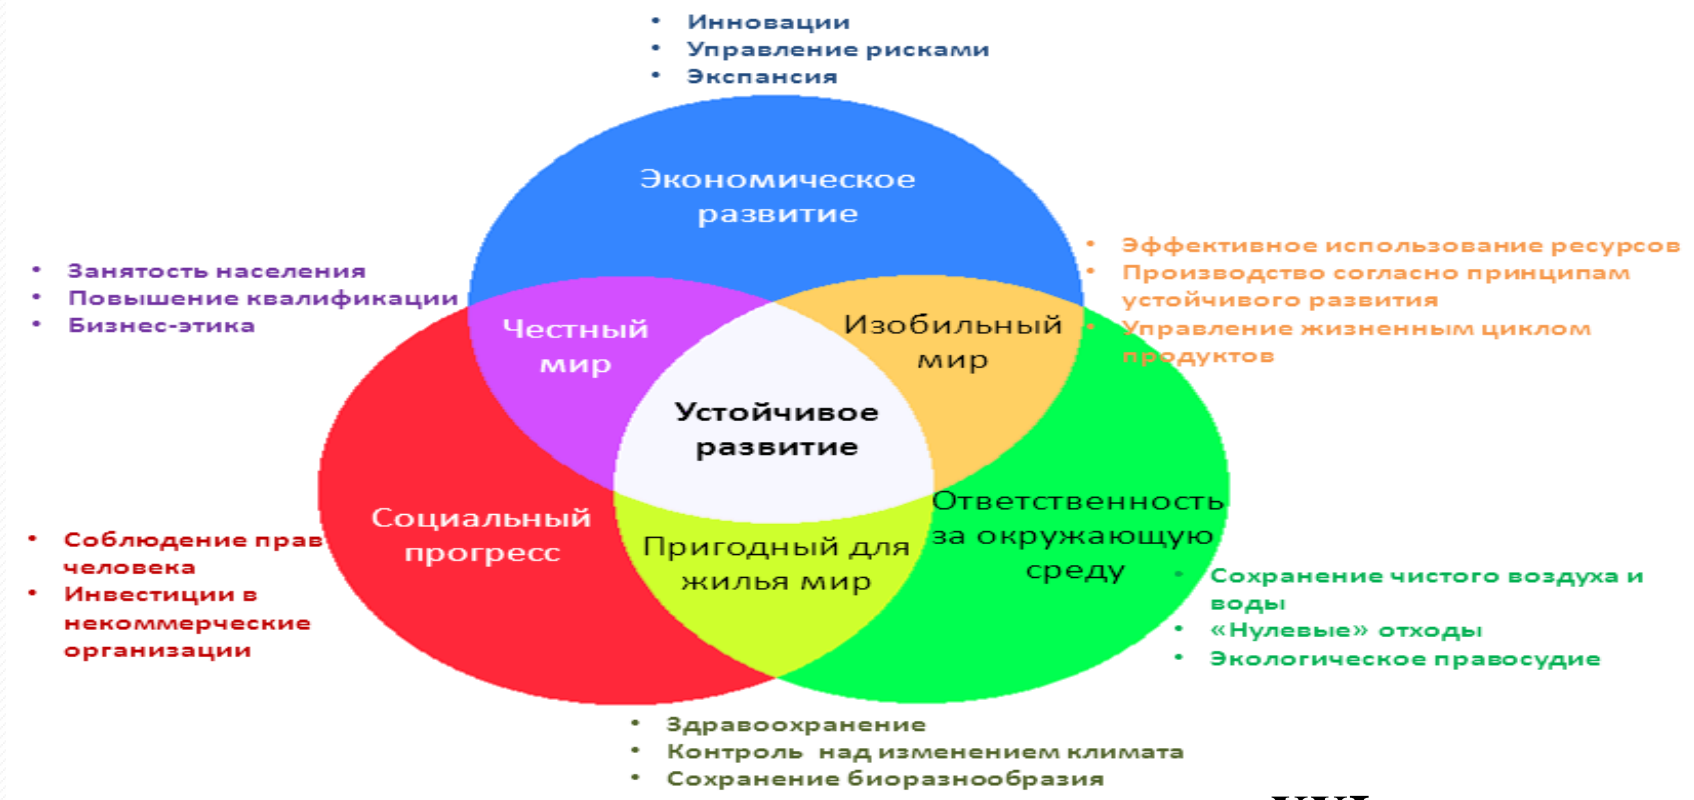 • Инновации
• Управление рисками
• Экспансия
Экономическое
развитие
• Занятость населения
• Повышение квалификации
• Бизнес-этика
• Эффективное использование ресурсов
• Производство согласно принципам
устойчивого развития
• Управление жизненным циклом
продуктов
Честный
мир
Изобильный
мир
Устойчивое
развитие
Социальный
прогресс
Пригодный для
жилья мир
Ответственность
за окружающую
среду
• Соблюдение прав
человека
• Инвестиции в
некоммерческие
организации
• Сохранение чистого воздуха и
воды
• «Нулевые» отходы
• Экологическое правосудие
• Здравоохранение
• Контроль  над изменением климата
• Сохранение биоразнообразия